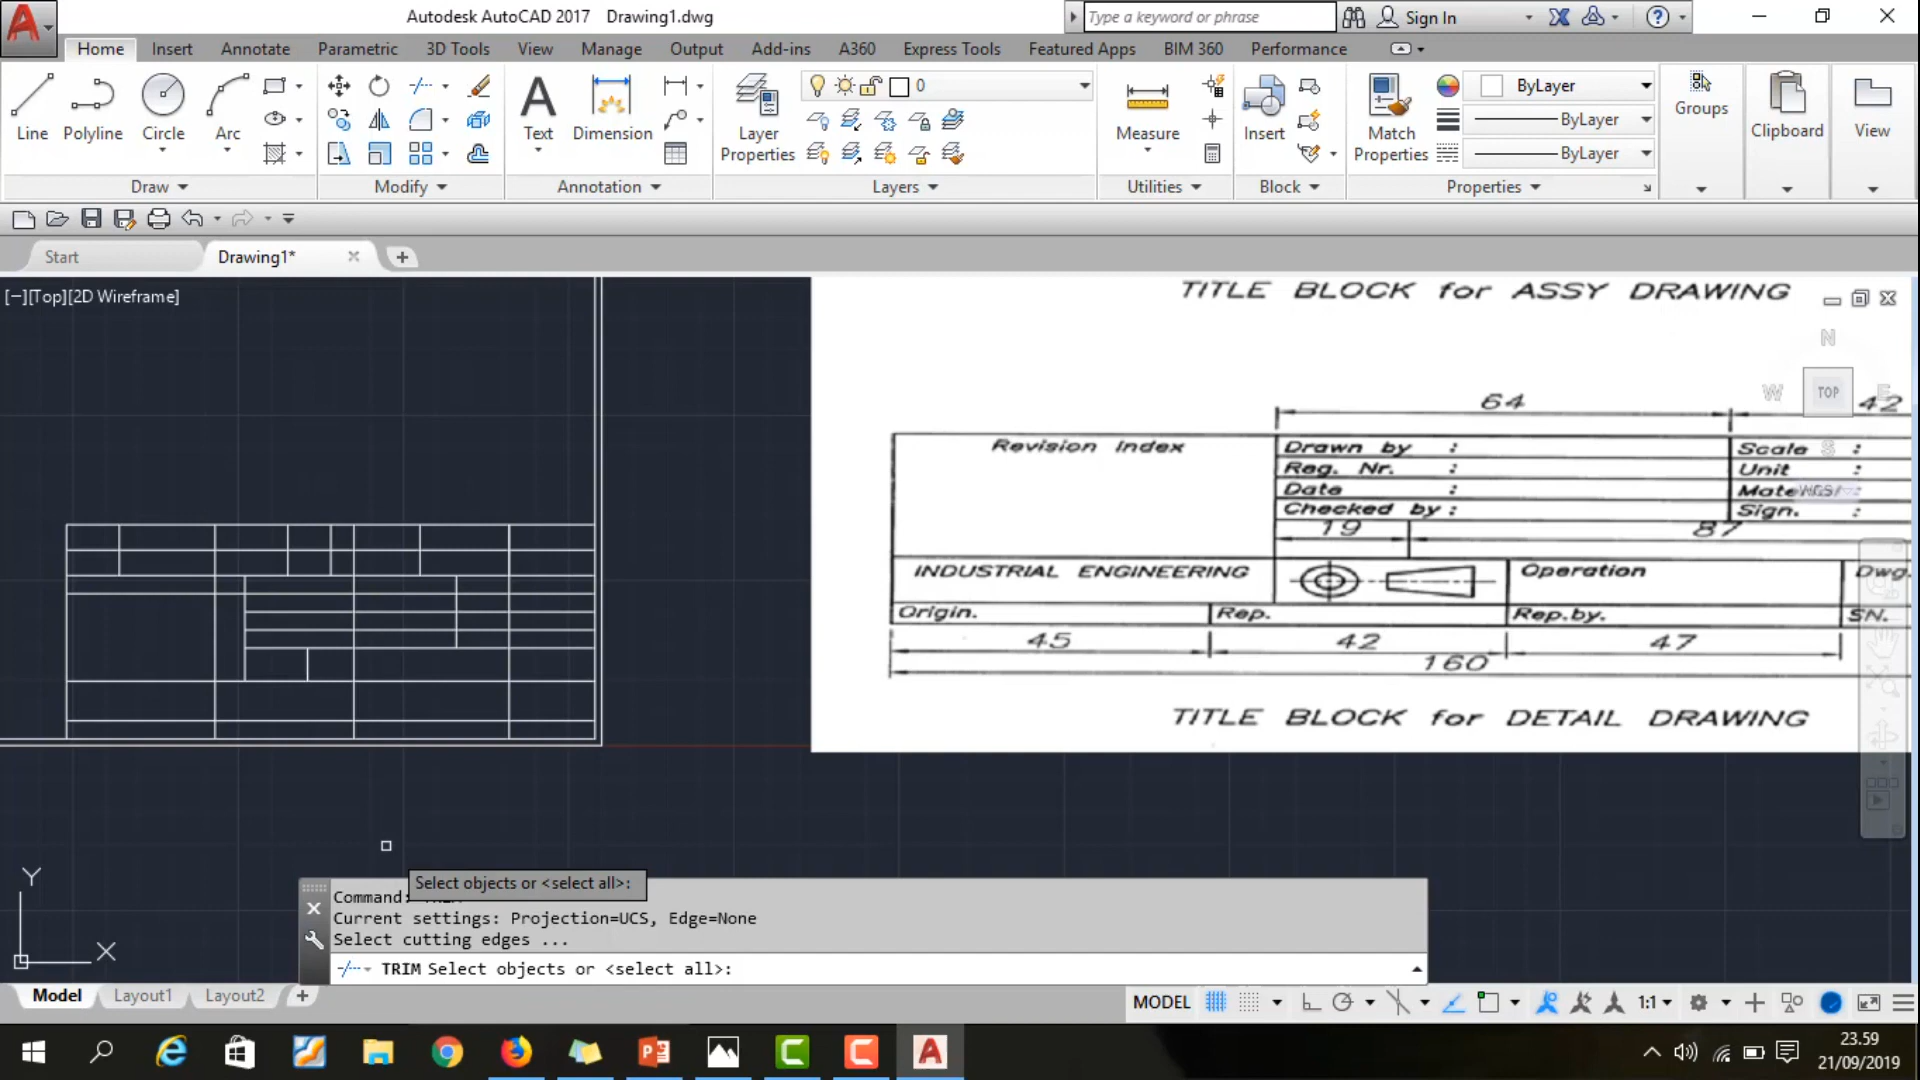 Autodesk AutoCAD 2017 Drawing1.dwg
Type a keyword or phrase
Sign In
Home Insert Annotate Parametric 3D Tools View Manage Output Add-ins A360 Express Tools Featured Apps BIM 360 Performance
Line Polyline Circle Arc
Text Dimension
Layer Properties
0
Measure
Insert
Match Properties
ByLayer
ByLayer
ByLayer
Groups
Clipboard
View
Draw Modify Annotation Layers Utilities Block Properties
Start Drawing1*
[−][Top][2D Wireframe]
TITLE BLOCK for ASSY DRAWING
N
W TOP E
S
64 42
Revision Index
Drawn by :
Reg. Nr. :
Date :
Checked by :
Scale :
Unit :
Sign. :
19 87
INDUSTRIAL ENGINEERING
Operation
Dwg.
Origin. Rep. Rep.by. SN.
45 42 47
160
TITLE BLOCK for DETAIL DRAWING
Select objects or <select all>:
Command:
Current settings: Projection=UCS, Edge=None
Select cutting edges ...
TRIM Select objects or <select all>:
Y
X
Model Layout1 Layout2
MODEL
1:1
23.59
21/09/2019